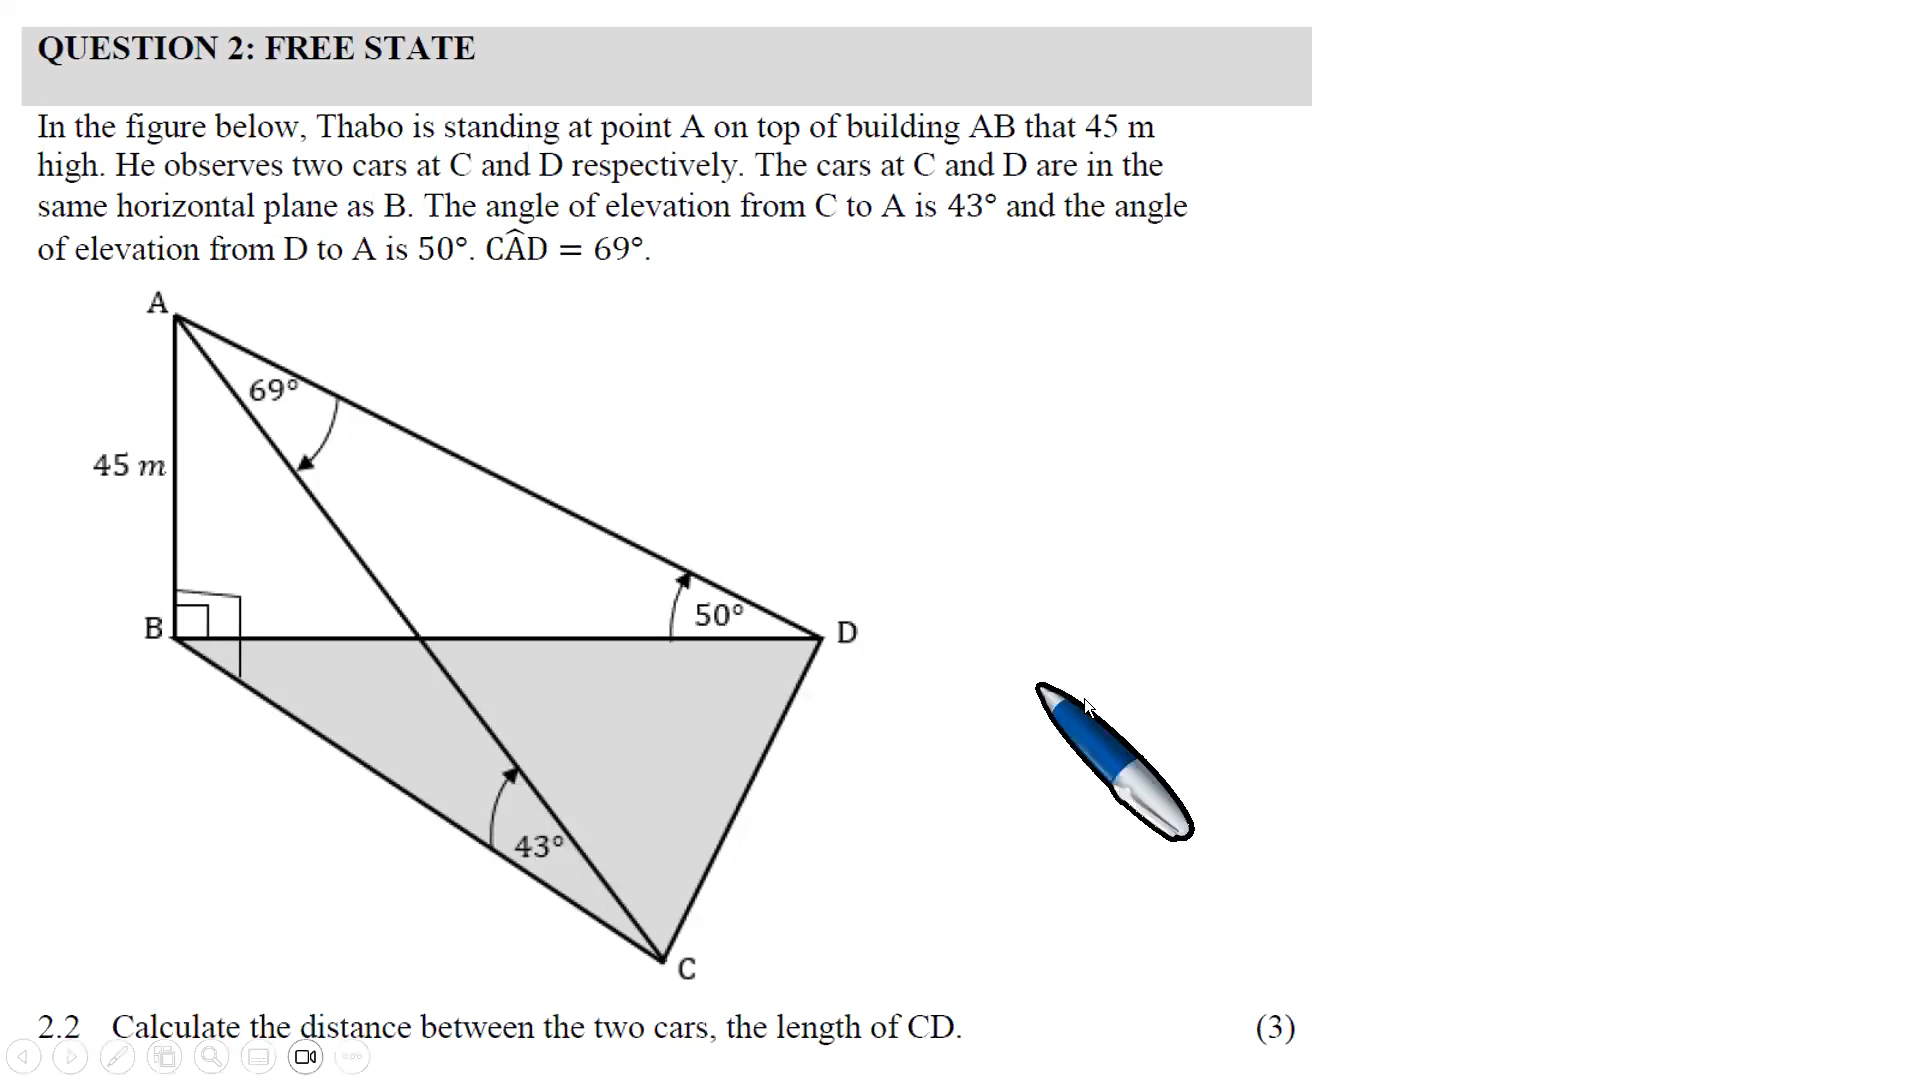 QUESTION 2: FREE STATE
In the figure below, Thabo is standing at point A on top of building AB that 45 m
high. He observes two cars at C and D respectively. The cars at C and D are in the
same horizontal plane as B. The angle of elevation from C to A is 43° and the angle
of elevation from D to A is 50°. CÂD = 69°.
A
69°
45 m
50°
B
D
43°
C
2.2 Calculate the distance between the two cars, the length of CD. (3)